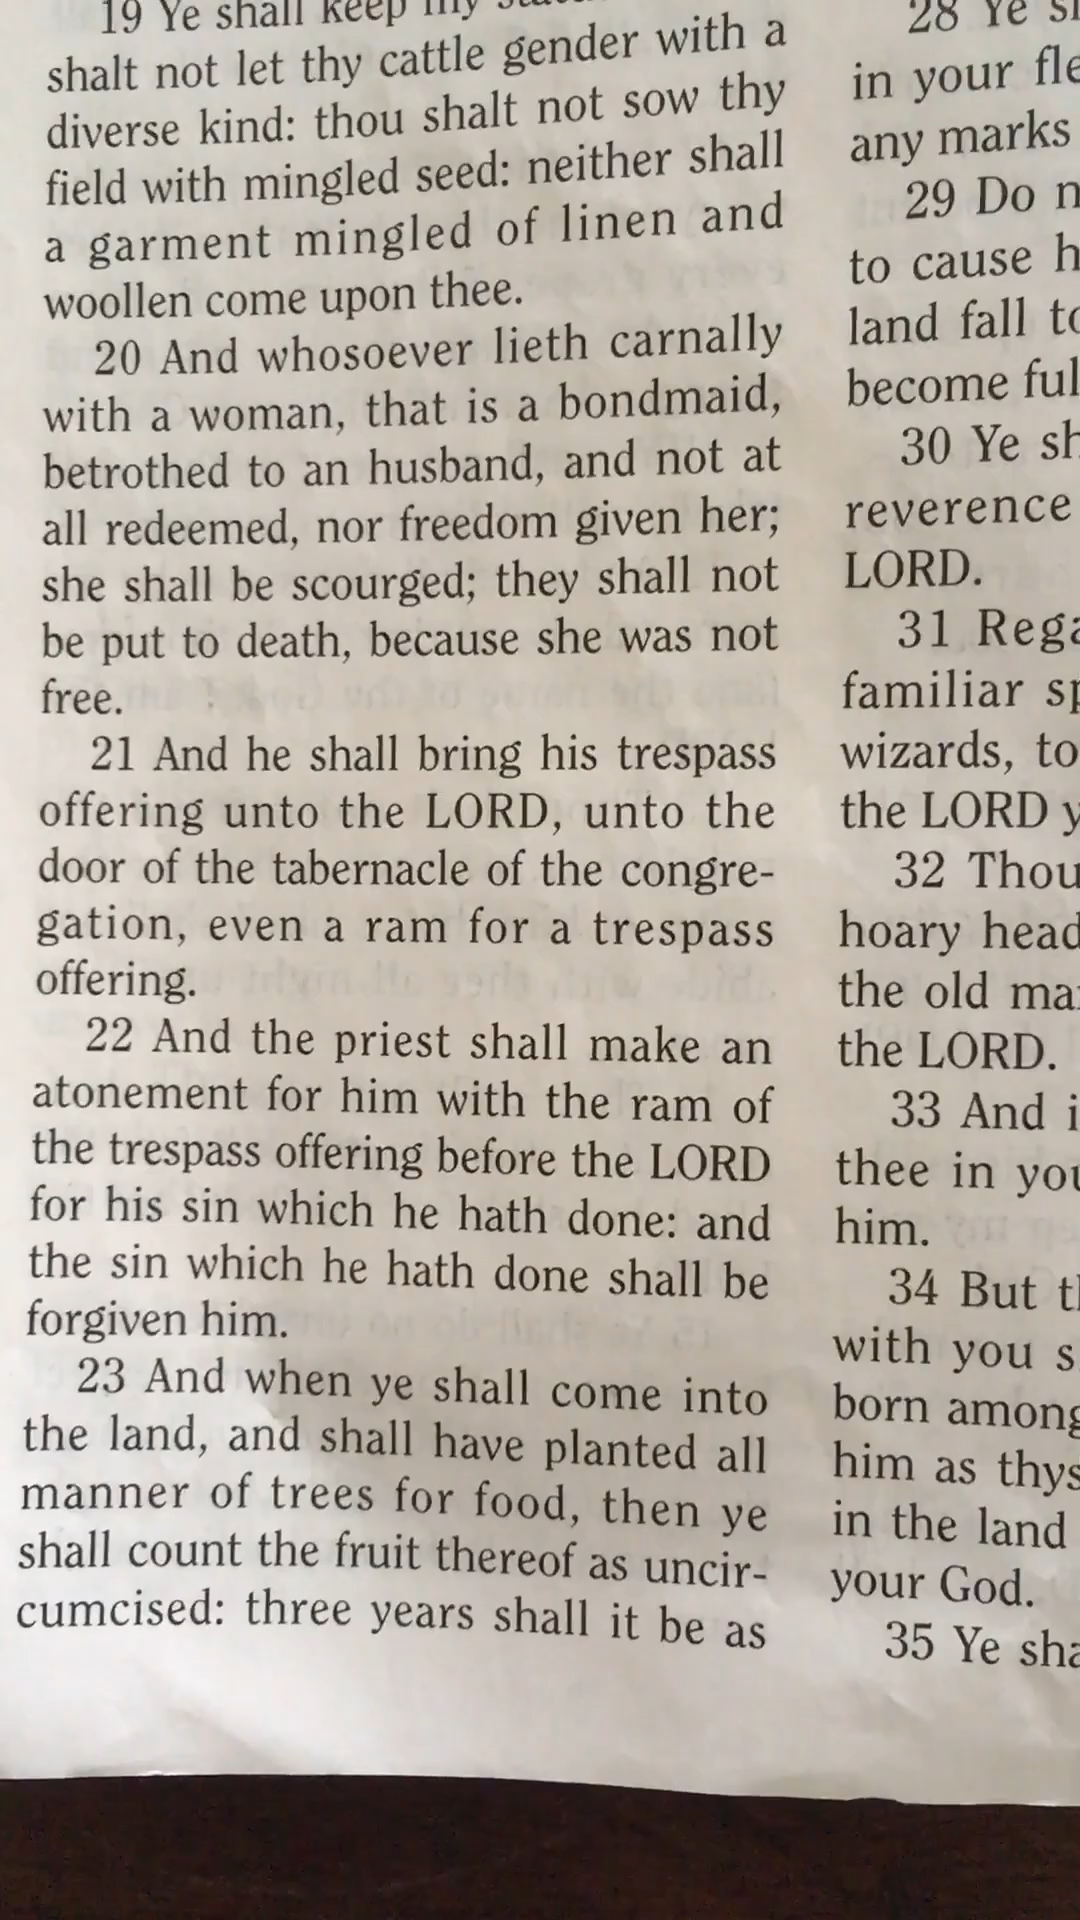 19 Ye shall keep my
shalt not let thy cattle gender with a
diverse kind: thou shalt not sow thy
field with mingled seed: neither shall
a garment mingled of linen and
woollen come upon thee.
20 And whosoever lieth carnally
with a woman, that is a bondmaid,
betrothed to an husband, and not at
all redeemed, nor freedom given her;
she shall be scourged; they shall not
be put to death, because she was not
free.
21 And he shall bring his trespass
offering unto the LORD, unto the
door of the tabernacle of the congre-
gation, even a ram for a trespass
offering.
22 And the priest shall make an
atonement for him with the ram of
the trespass offering before the LORD
for his sin which he hath done: and
the sin which he hath done shall be
forgiven him.
23 And when ye shall come into
the land, and shall have planted all
manner of trees for food, then ye
shall count the fruit thereof as uncir-
cumcised: three years shall it be as
28 Ye
in your
any marks
29 Do
to cause
land fall
become
30 Ye
reverence
LORD.
31
familiar
wizards, to
the LORD
32
hoary head
the old
the LORD.
33 And
thee in
him.
34 But
with you
born among
him as
in the land
your God.
35 Ye